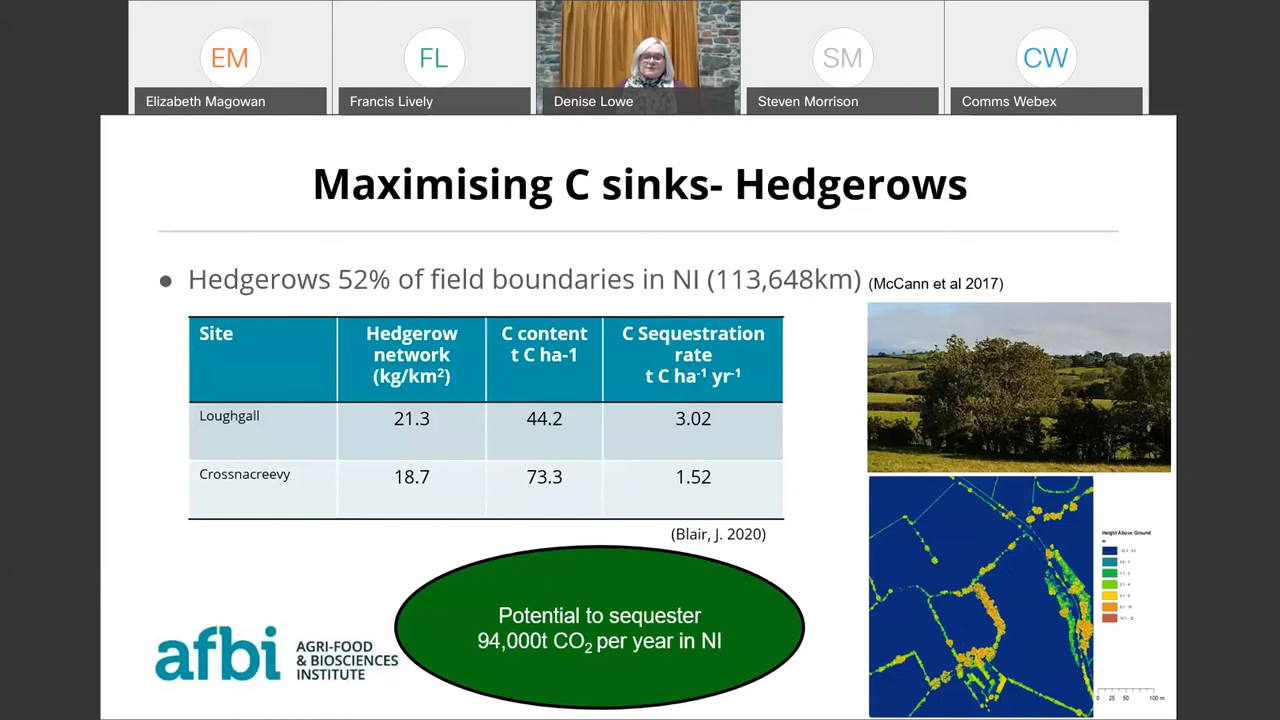 EM
FL
SM
CW
Elizabeth Magowan
Francis Lively
Denise Lowe
Steven Morrison
Comms Webex
Maximising C sinks- Hedgerows
● Hedgerows 52% of field boundaries in NI (113,648km) (McCann et al 2017)
Site
Hedgerow
network
(kg/km²)
C content
t C ha-1
C Sequestration
rate
t C ha⁻¹ yr⁻¹
Loughgall 21.3 44.2 3.02
Crossnacreevy 18.7 73.3 1.52
(Blair, J. 2020)
Potential to sequester
94,000t CO₂ per year in NI
afbi
AGRI-FOOD
& BIOSCIENCES
INSTITUTE
Height Above Ground
0 25 50 100 m